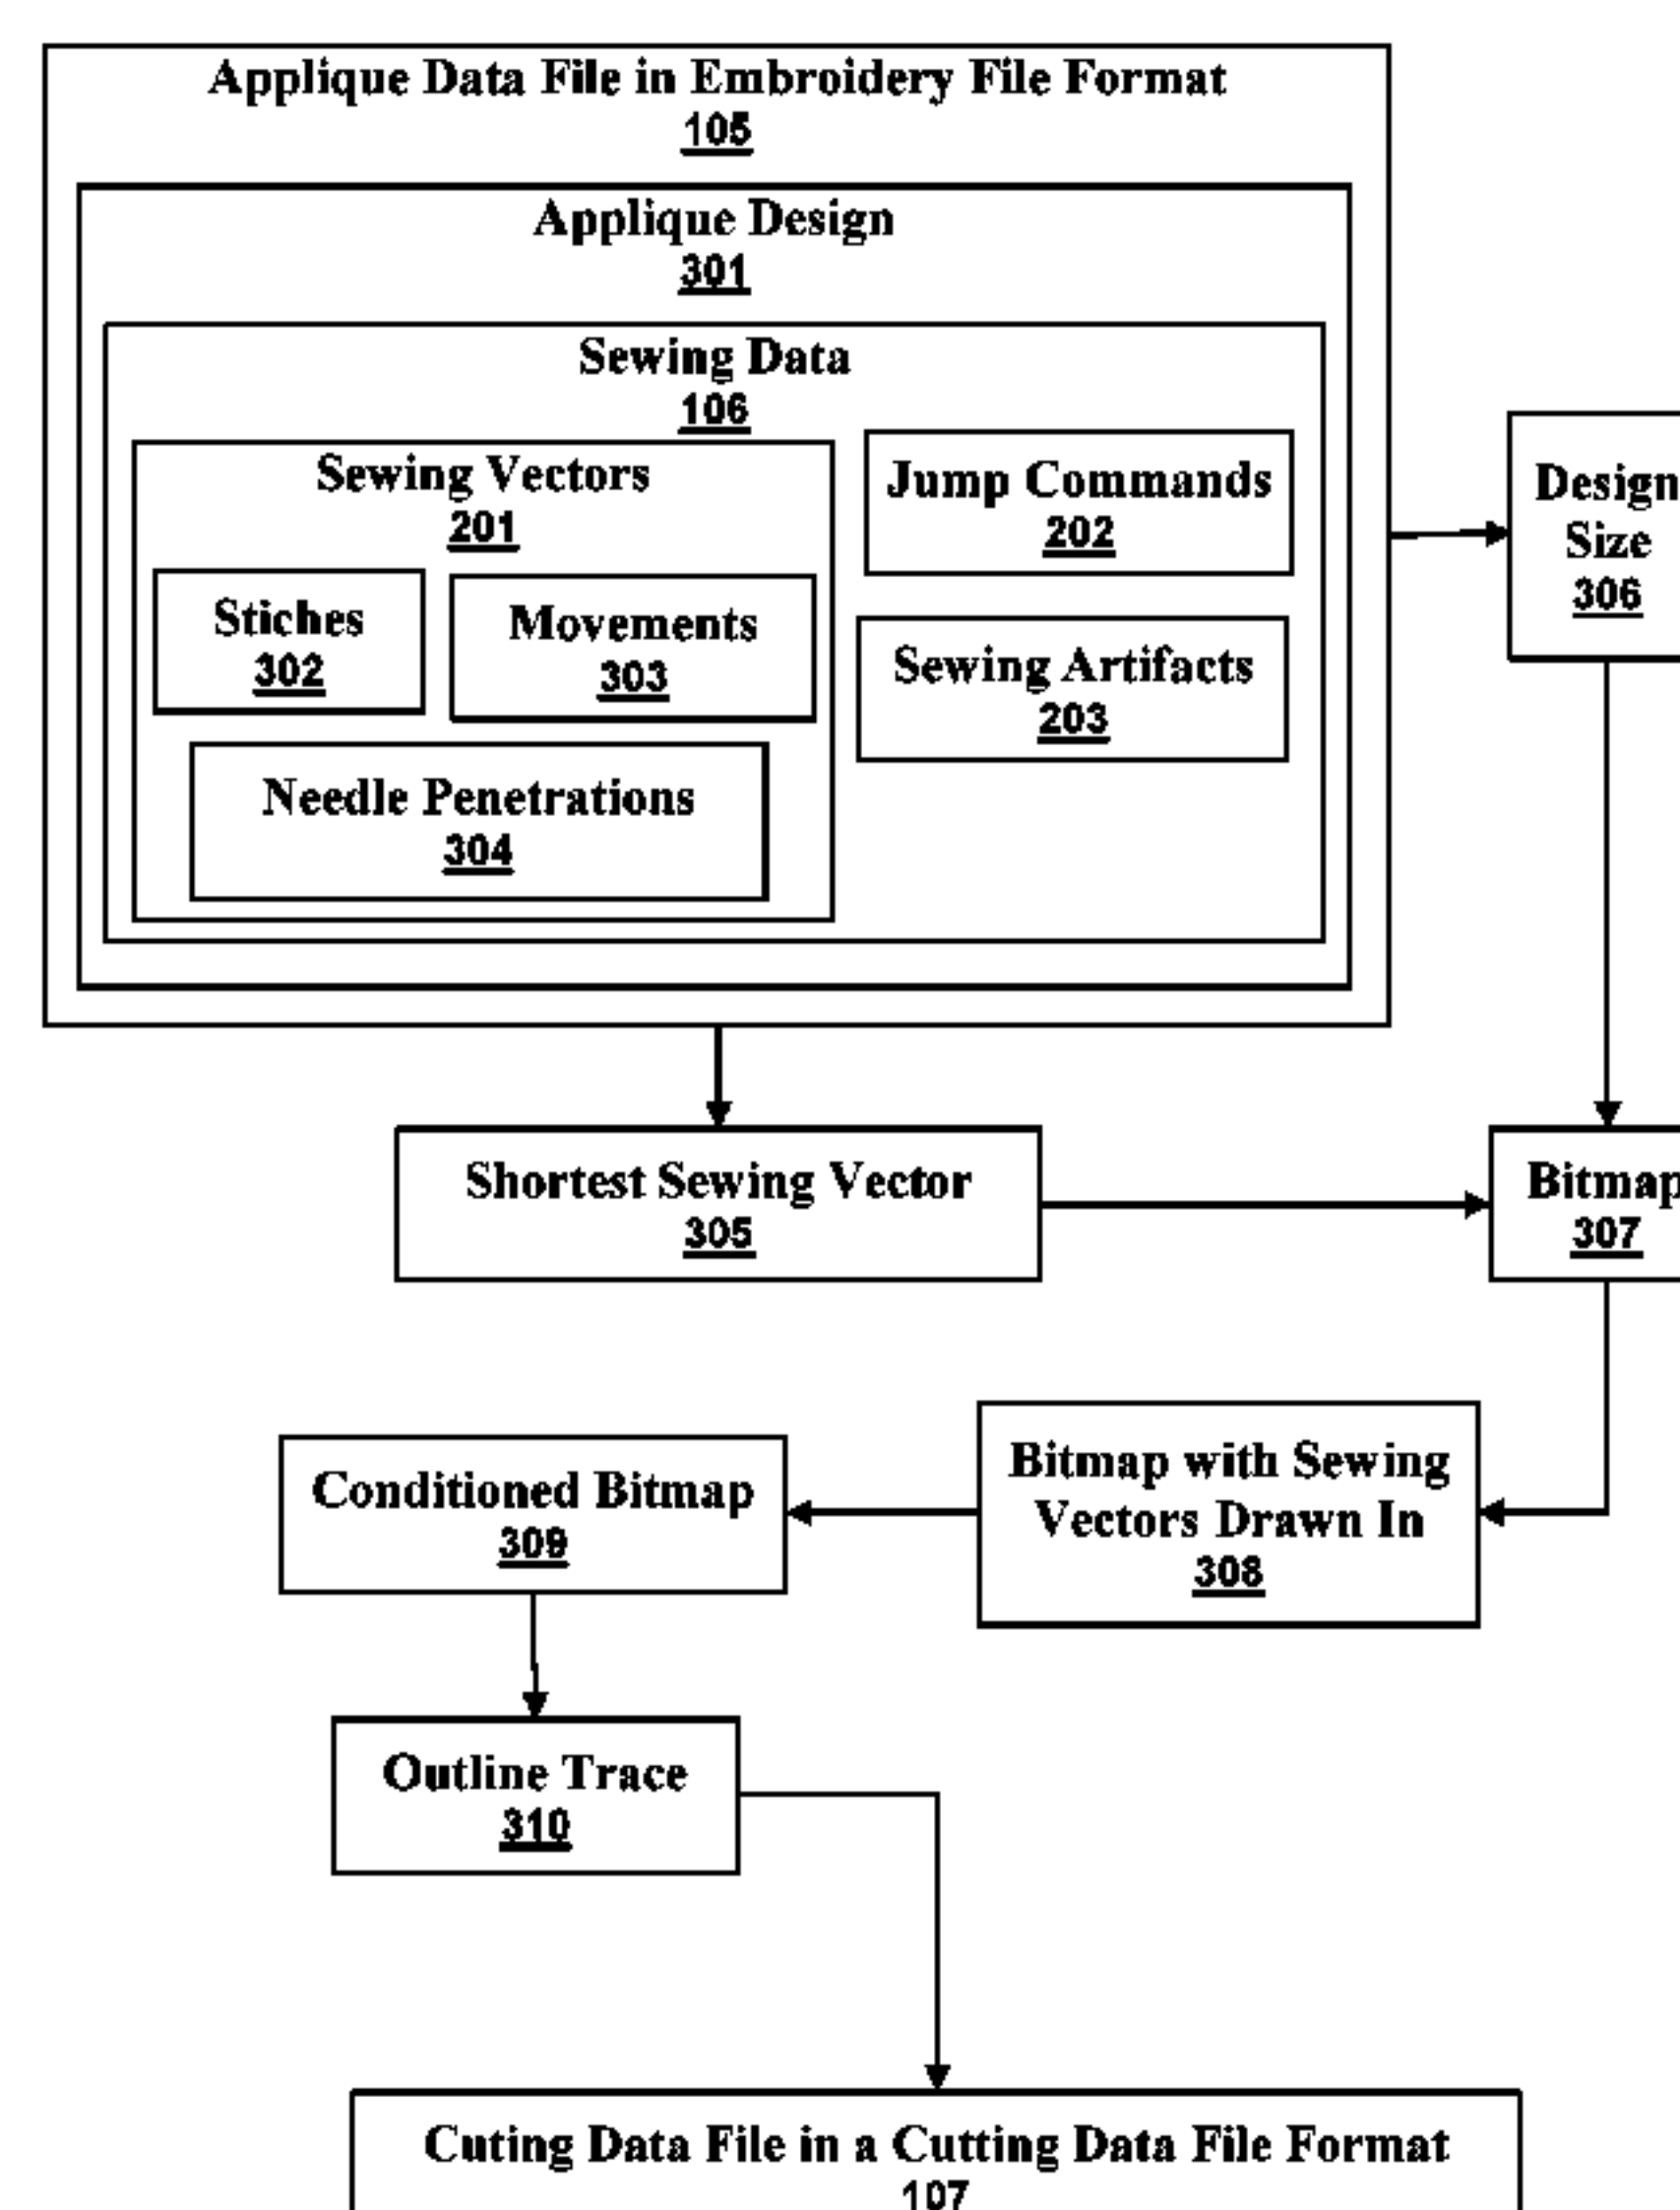 Applique Data File in Embroidery File Format
105
Applique Design
301
Sewing Data
106
Sewing Vectors
201
Jump Commands
202
Stiches
302
Movements
303
Sewing Artifacts
203
Needle Penetrations
304
Design
Size
306
Shortest Sewing Vector
305
Bitmap
307
Bitmap with Sewing
Vectors Drawn In
308
Conditioned Bitmap
309
Outline Trace
310
Cuting Data File in a Cutting Data File Format
107